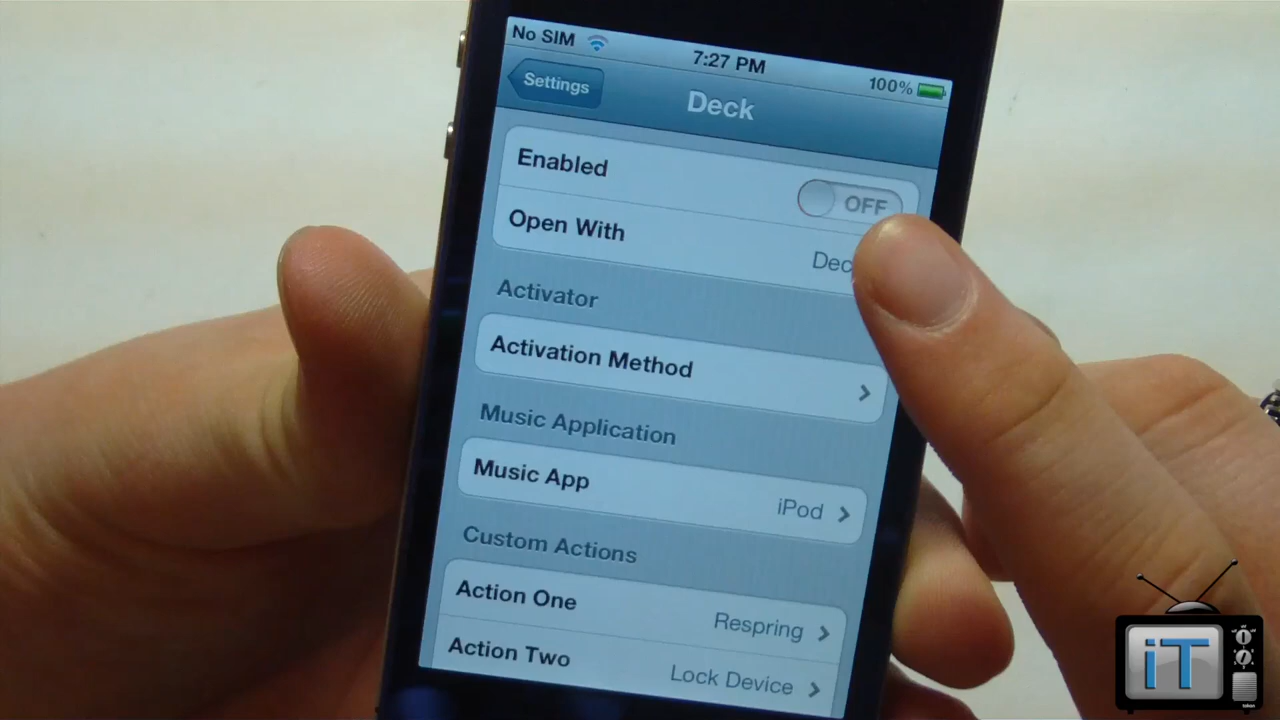 No SIM 7:27 PM 100%
Settings
Deck
Enabled
OFF
Open With
Dec
Activator
Activation Method
Music Application
Music App iPod
Custom Actions
Action One Respring
Action Two Lock Device
iT